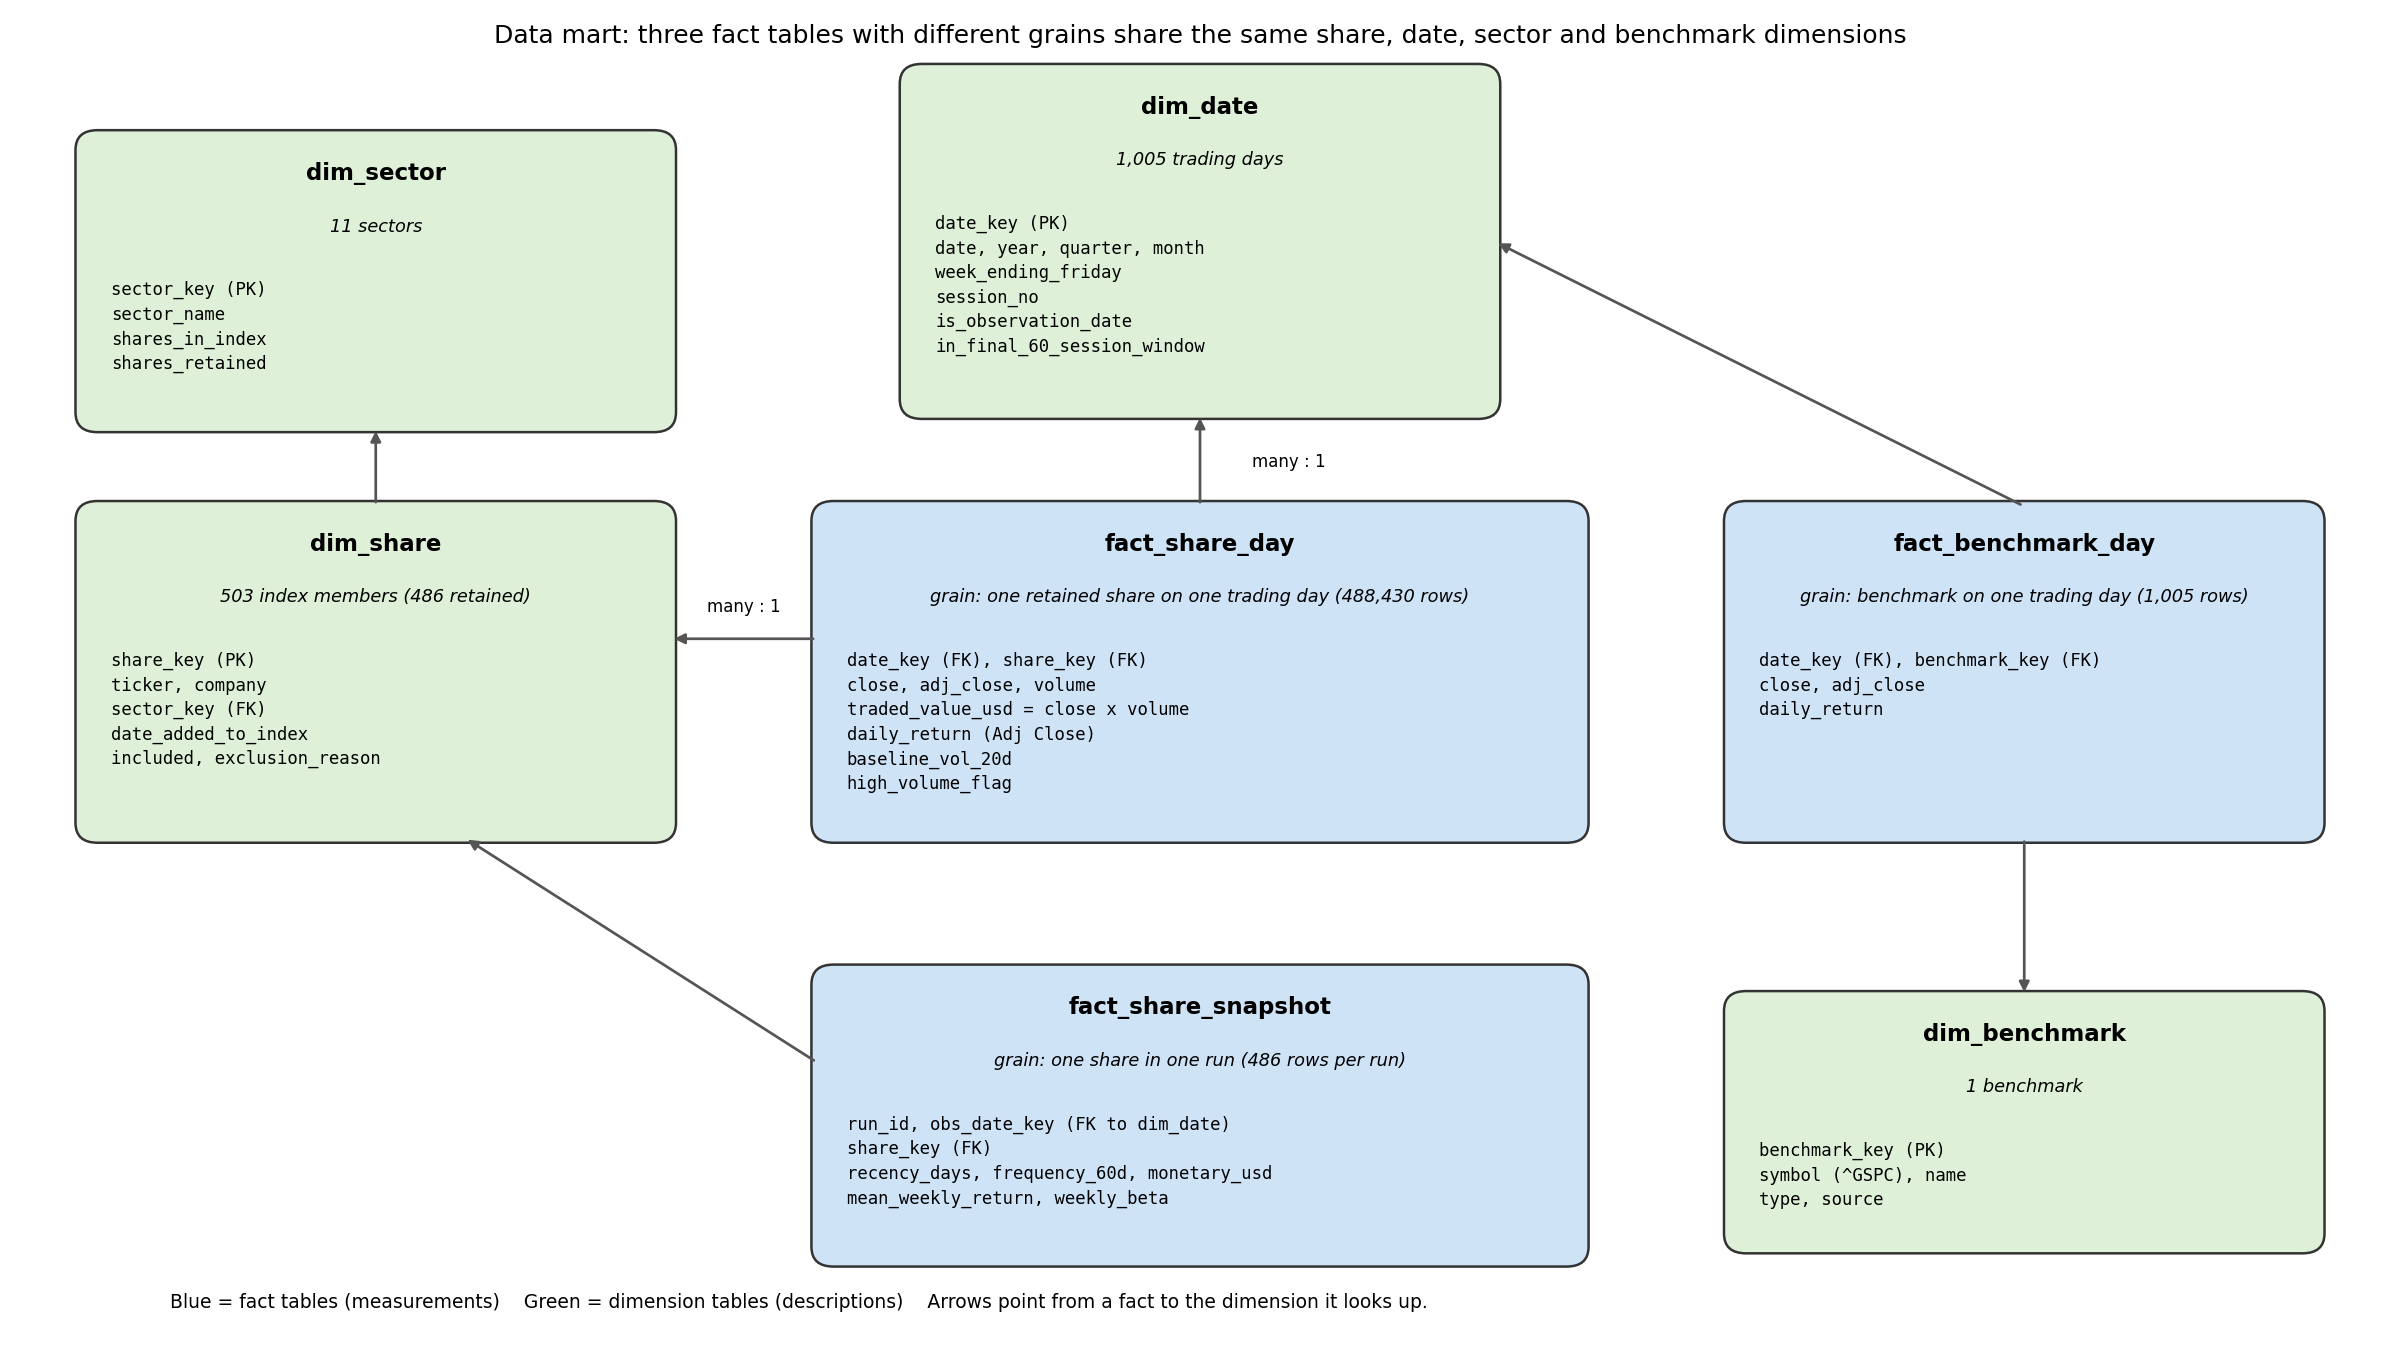 Data mart: three fact tables with different grains share the same share, date, sector and benchmark dimensions
dim_sector
11 sectors
sector_key (PK)
sector_name
shares_in_index
shares_retained
dim_date
1,005 trading days
date_key (PK)
date, year, quarter, month
week_ending_friday
session_no
is_observation_date
in_final_60_session_window
many : 1
dim_share
503 index members (486 retained)
share_key (PK)
ticker, company
sector_key (FK)
date_added_to_index
included, exclusion_reason
many : 1
fact_share_day
grain: one retained share on one trading day (488,430 rows)
date_key (FK), share_key (FK)
close, adj_close, volume
traded_value_usd = close x volume
daily_return (Adj Close)
baseline_vol_20d
high_volume_flag
fact_benchmark_day
grain: benchmark on one trading day (1,005 rows)
date_key (FK), benchmark_key (FK)
close, adj_close
daily_return
fact_share_snapshot
grain: one share in one run (486 rows per run)
run_id, obs_date_key (FK to dim_date)
share_key (FK)
recency_days, frequency_60d, monetary_usd
mean_weekly_return, weekly_beta
dim_benchmark
1 benchmark
benchmark_key (PK)
symbol (^GSPC), name
type, source
Blue = fact tables (measurements)    Green = dimension tables (descriptions)    Arrows point from a fact to the dimension it looks up.